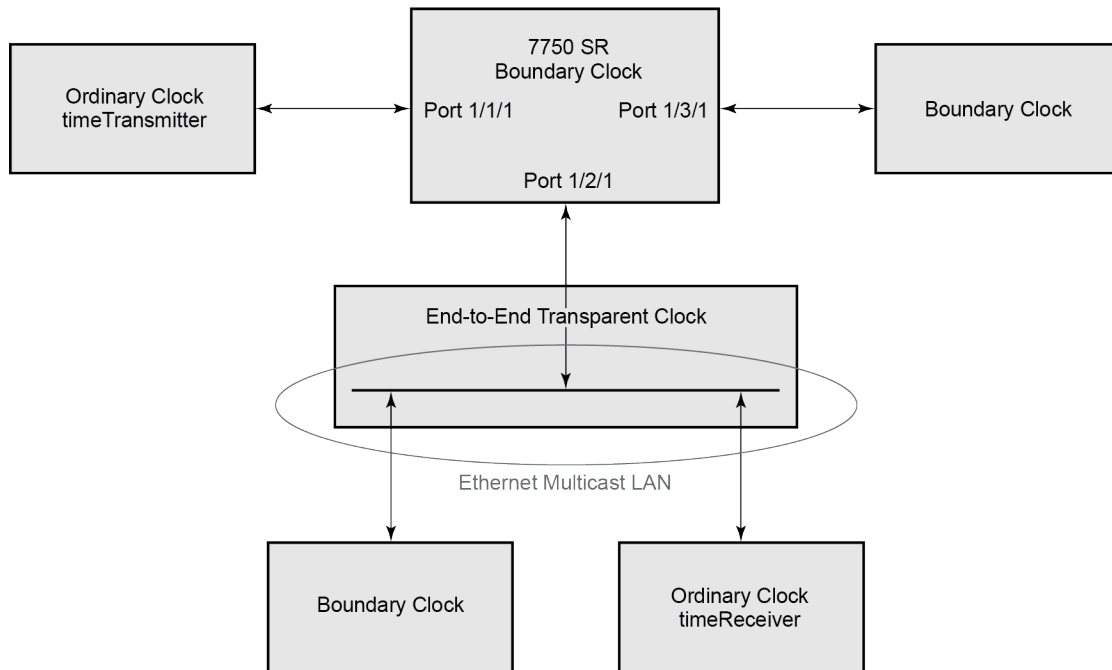 7750 SR
Boundary Clock
Ordinary Clock
timeTransmitter
Port 1/1/1
Port 1/3/1
Boundary Clock
Port 1/2/1
End-to-End Transparent Clock
Ethernet Multicast LAN
Boundary Clock
Ordinary Clock
timeReceiver